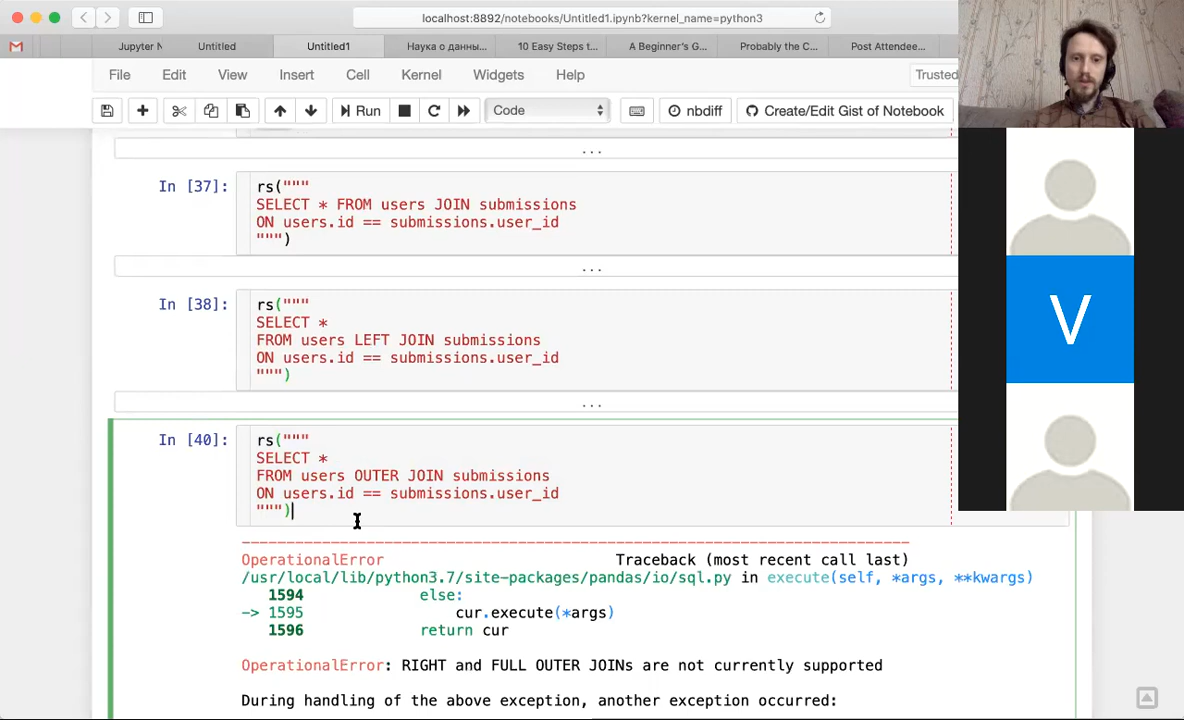 localhost:8892/notebooks/Untitled1.ipynb?kernel_name=python3
Jupyter N
Untitled
Untitled1
Наука о данны...
10 Easy Steps t...
A Beginner's G...
Probably the C...
Post Attendee...
File Edit View Insert Cell Kernel Widgets Help
Trusted
Run
Code
nbdiff
Create/Edit Gist of Notebook
...
In [37]:
rs("""
SELECT * FROM users JOIN submissions
ON users.id == submissions.user_id
""")
...
In [38]:
rs("""
SELECT *
FROM users LEFT JOIN submissions
ON users.id == submissions.user_id
""")
...
In [40]:
rs("""
SELECT *
FROM users OUTER JOIN submissions
ON users.id == submissions.user_id
""")
---------------------------------------------------------------------------
OperationalError                          Traceback (most recent call last)
/usr/local/lib/python3.7/site-packages/pandas/io/sql.py in execute(self, *args, **kwargs)
1594 else:
-> 1595 cur.execute(*args)
1596 return cur
OperationalError: RIGHT and FULL OUTER JOINs are not currently supported
During handling of the above exception, another exception occurred:
V